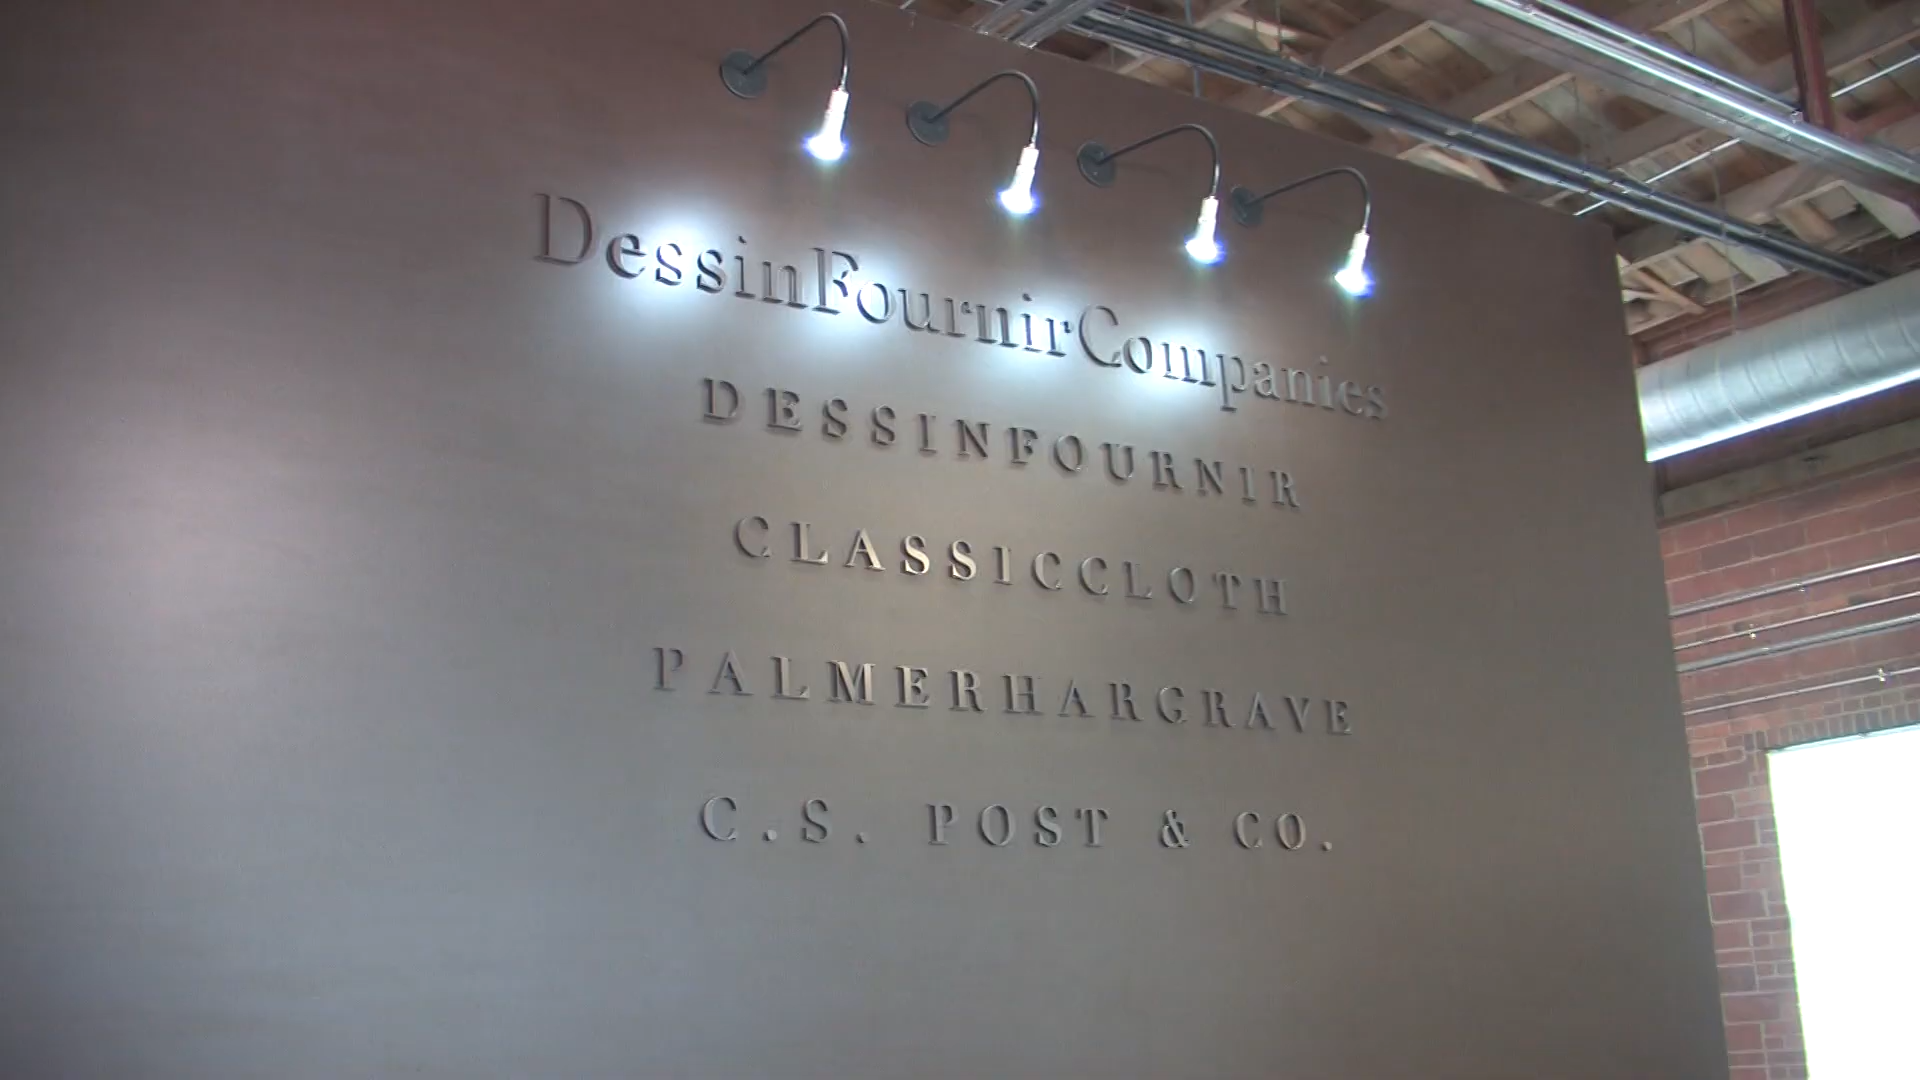 DessinFournirCompanies
DESSINFOURNIR
CLASSICCLOTH
PALMERHARGRAVE
C.S. POST & CO.